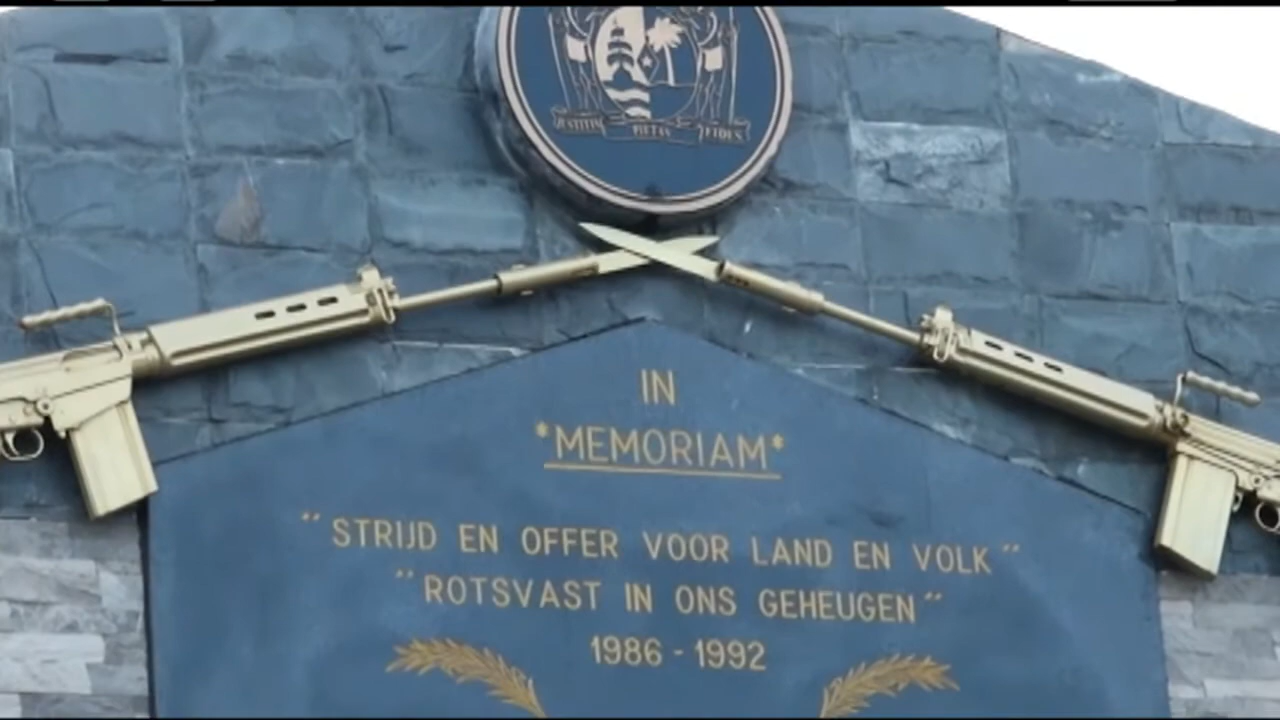 JUSTITIA PIETAS FIDES
IN
*MEMORIAM*
“STRIJD EN OFFER VOOR LAND EN VOLK”
“ROTSVAST IN ONS GEHEUGEN”
1986 - 1992